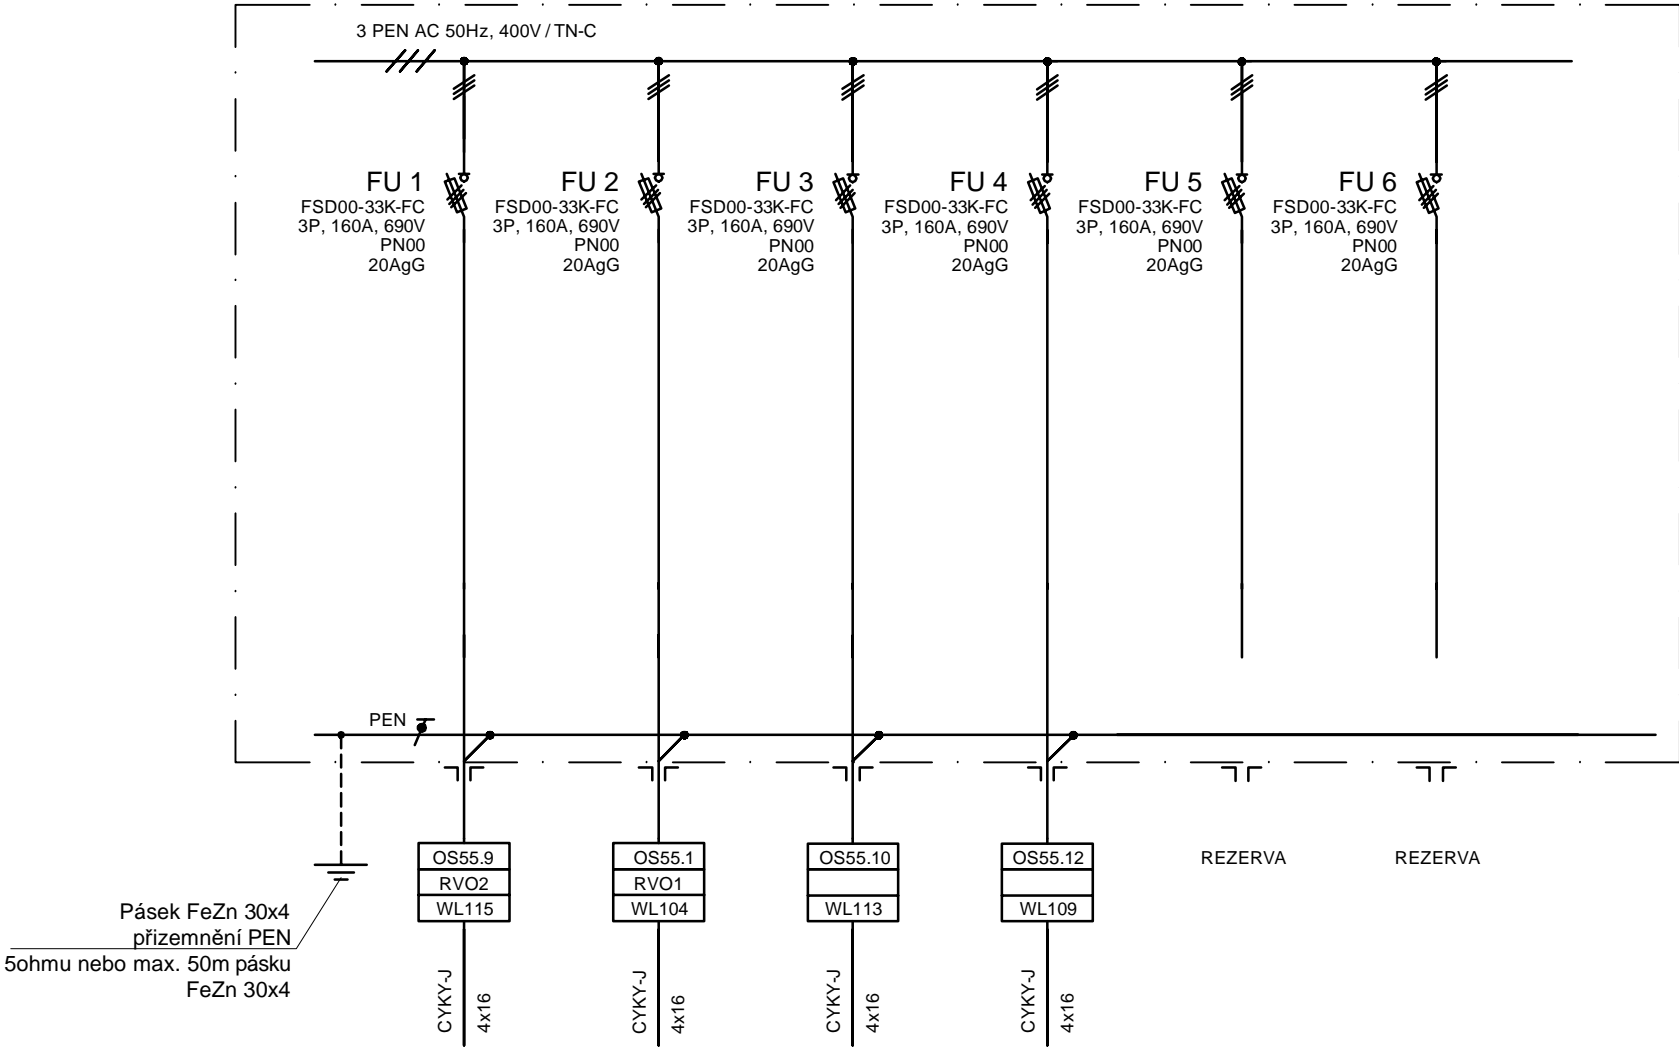 3 PEN AC 50Hz, 400V / TN-C
FU 1
FSD00-33K-FC
3P, 160A, 690V
PN00
20AgG
FU 2
FSD00-33K-FC
3P, 160A, 690V
PN00
20AgG
FU 3
FSD00-33K-FC
3P, 160A, 690V
PN00
20AgG
FU 4
FSD00-33K-FC
3P, 160A, 690V
PN00
20AgG
FU 5
FSD00-33K-FC
3P, 160A, 690V
PN00
20AgG
FU 6
FSD00-33K-FC
3P, 160A, 690V
PN00
20AgG
PEN
OS55.9
RVO2
WL115
CYKY-J
4x16
OS55.1
RVO1
WL104
CYKY-J
4x16
OS55.10
WL113
CYKY-J
4x16
OS55.12
WL109
CYKY-J
4x16
REZERVA
REZERVA
Pásek FeZn 30x4
přizemnění PEN
5ohmu nebo max. 50m pásku
FeZn 30x4